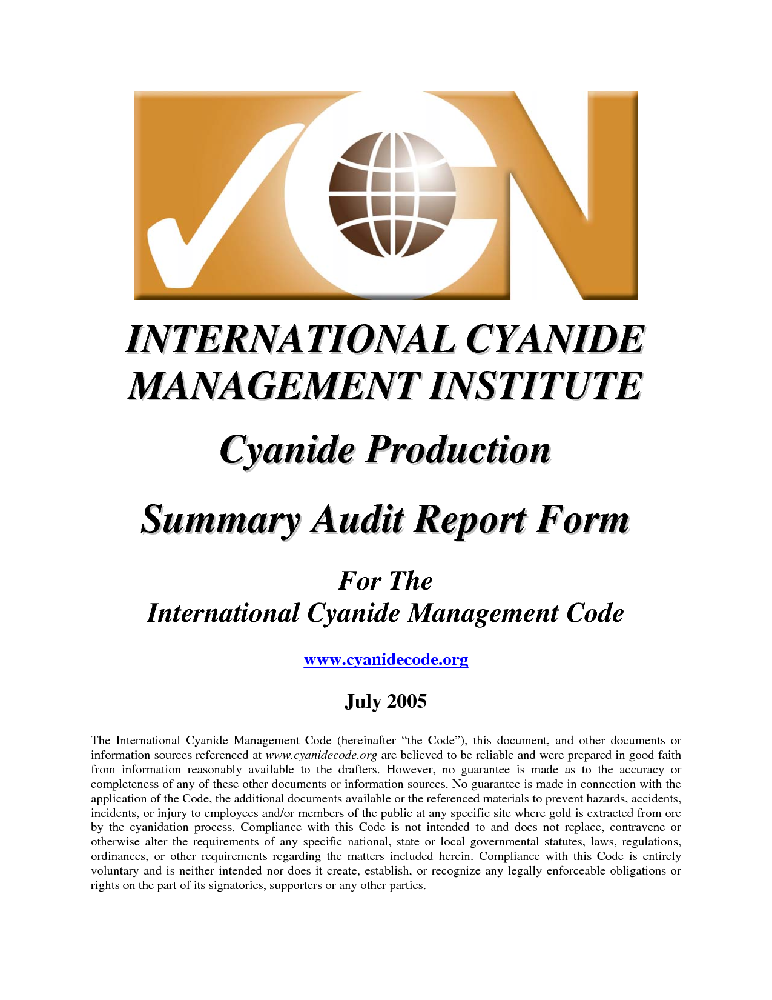 CN
INTERNATIONAL CYANIDE
MANAGEMENT INSTITUTE
Cyanide Production
Summary Audit Report Form
For The
International Cyanide Management Code
www.cyanidecode.org
July 2005
The International Cyanide Management Code (hereinafter “the Code”), this document, and other documents or
information sources referenced at www.cyanidecode.org are believed to be reliable and were prepared in good faith
from information reasonably available to the drafters. However, no guarantee is made as to the accuracy or
completeness of any of these other documents or information sources. No guarantee is made in connection with the
application of the Code, the additional documents available or the referenced materials to prevent hazards, accidents,
incidents, or injury to employees and/or members of the public at any specific site where gold is extracted from ore
by the cyanidation process. Compliance with this Code is not intended to and does not replace, contravene or
otherwise alter the requirements of any specific national, state or local governmental statutes, laws, regulations,
ordinances, or other requirements regarding the matters included herein. Compliance with this Code is entirely
voluntary and is neither intended nor does it create, establish, or recognize any legally enforceable obligations or
rights on the part of its signatories, supporters or any other parties.